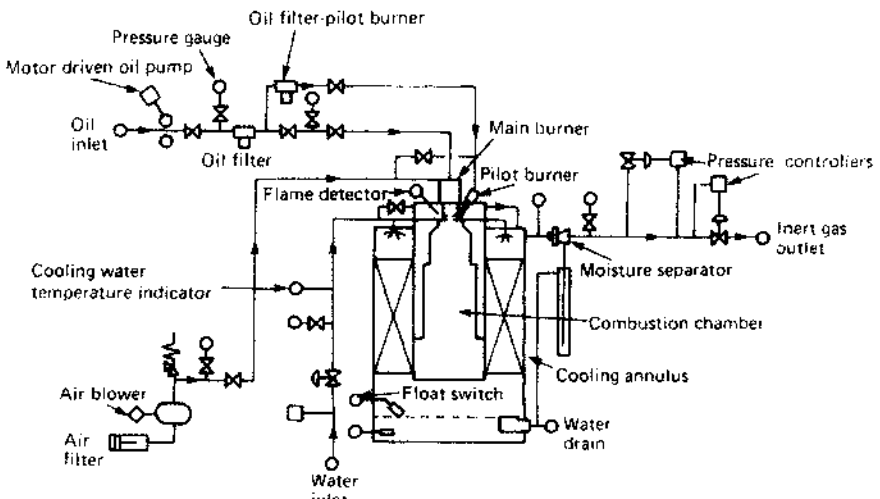 Oil filter-pilot burner
Pressure gauge
Motor driven oil pump
Oil
inlet
Oil filter
Main burner
Pilot burner
Flame detector
Pressure controllers
Inert gas
outlet
Moisture separator
Cooling water
temperature indicator
Combustion chamber
Cooling annulus
Float switch
Air blower
Air
filter
Water
drain
Water
inlet